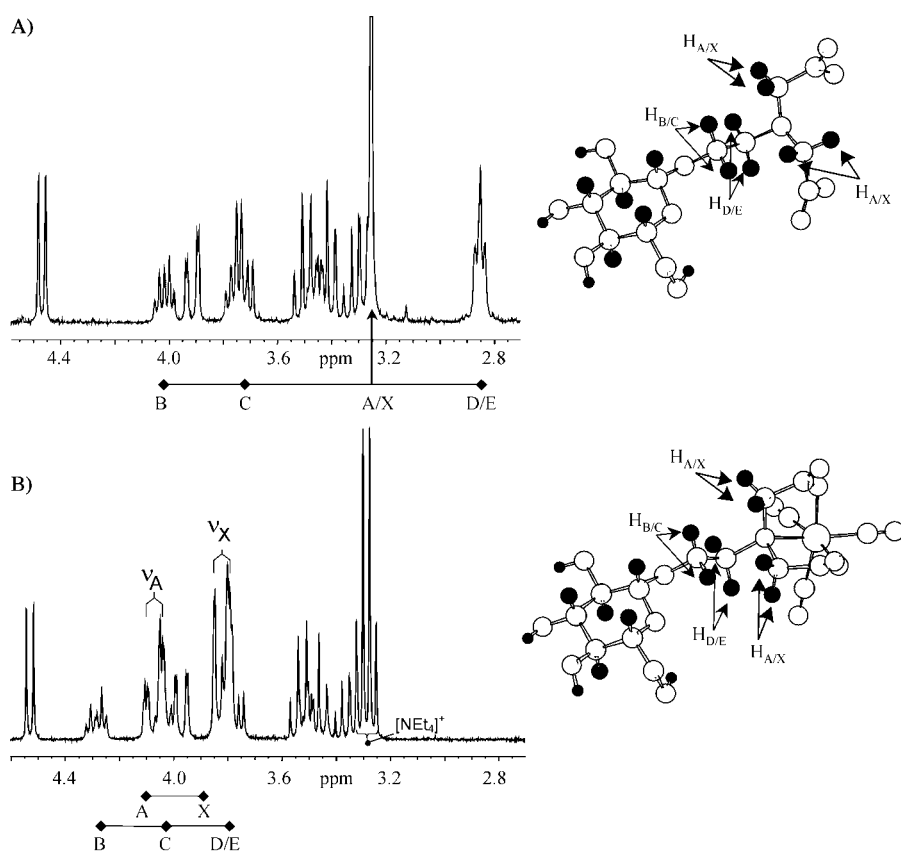 A)
H_A/X
H_B/C
H_D/E
H_A/X
4.4 4.0 3.6 ppm 3.2 2.8
B C A/X D/E
B)
ν_A
ν_X
[NEt₄]⁺
H_A/X
H_B/C
H_D/E
H_A/X
4.4 4.0 3.6 ppm 3.2 2.8
A X
B C D/E